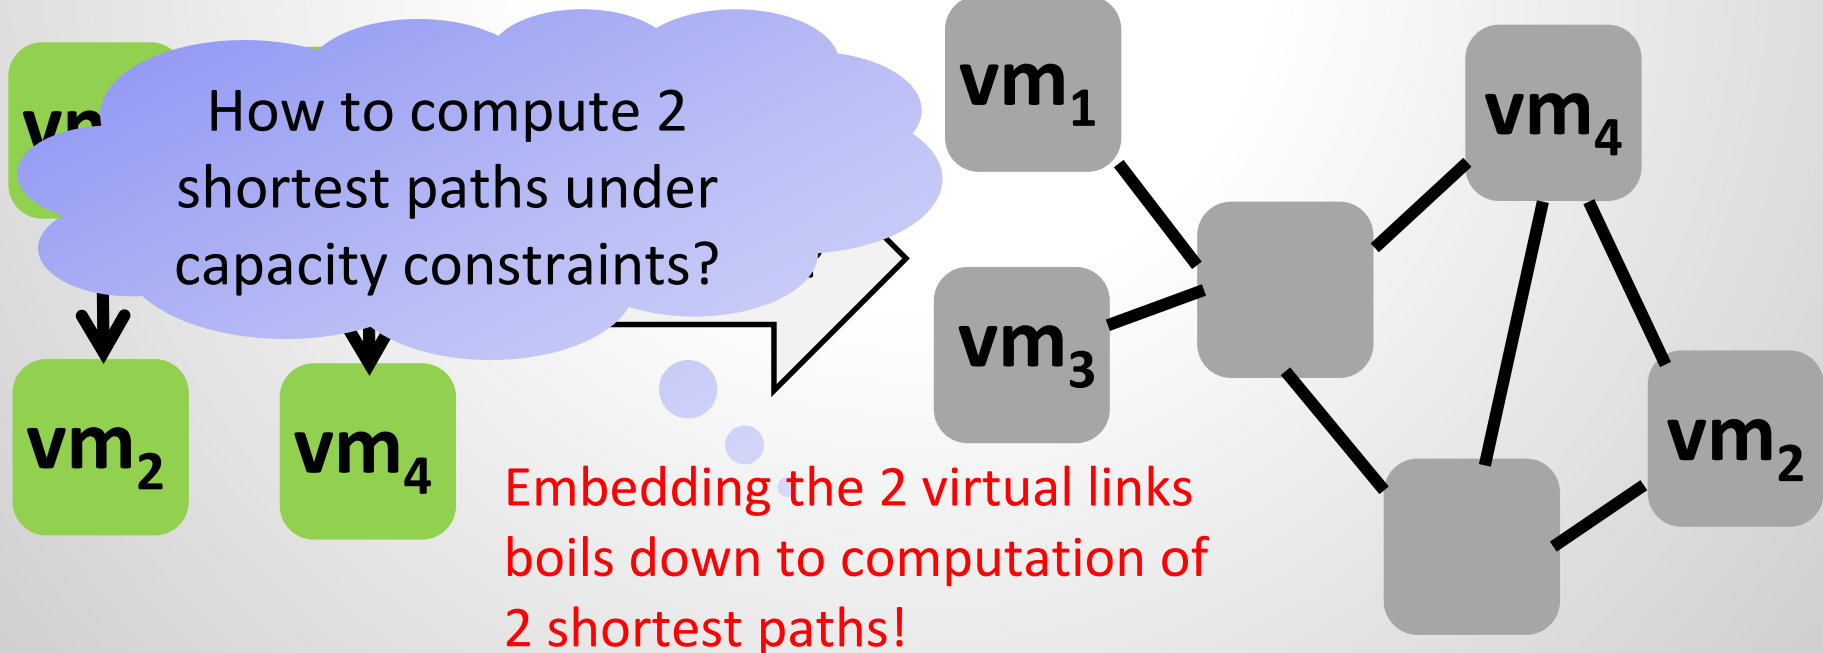 How to compute 2
shortest paths under
capacity constraints?
vm₂
vm₄
Embedding the 2 virtual links
boils down to computation of
2 shortest paths!
vm₁
vm₄
vm₃
vm₂